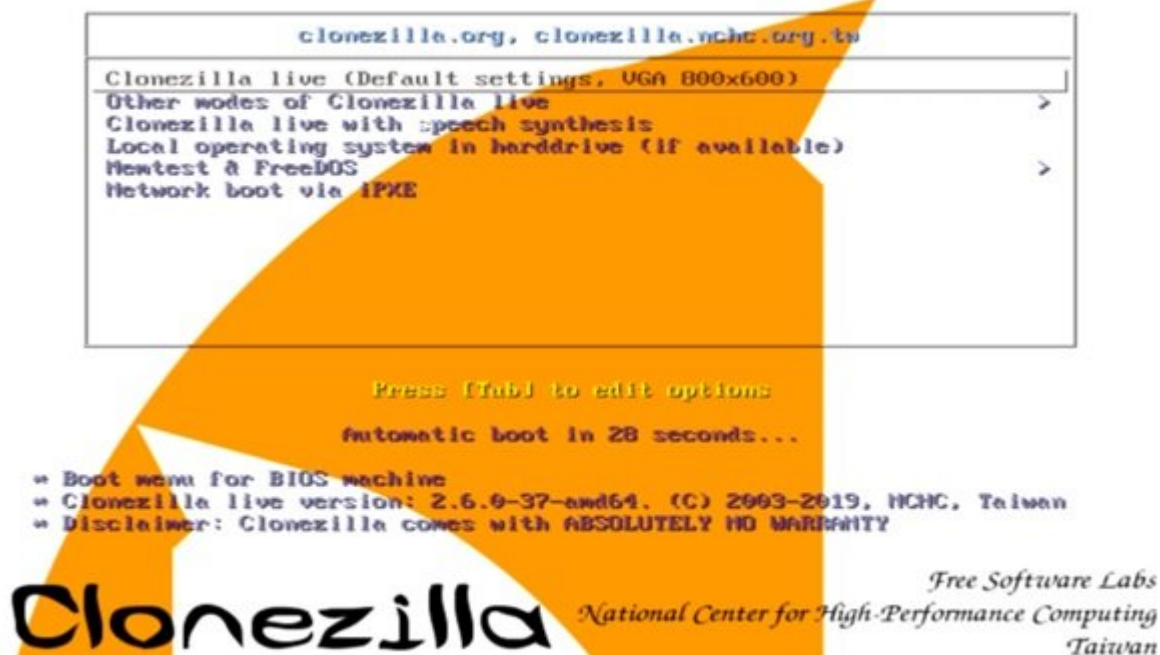 clonezilla.org, clonezilla.nchc.org.tw
Clonezilla live (Default settings, VGA 800x600)
Other modes of Clonezilla live >
Clonezilla live with speech synthesis
Local operating system in harddrive (if available)
Memtest & FreeDOS >
Network boot via iPXE
Press [Tab] to edit options
Automatic boot in 28 seconds...
* Boot menu for BIOS machine
* Clonezilla live version: 2.6.0-37-amd64. (C) 2003-2019, NCHC, Taiwan
* Disclaimer: Clonezilla comes with ABSOLUTELY NO WARRANTY
Clonezilla
Free Software Labs
National Center for High-Performance Computing
Taiwan